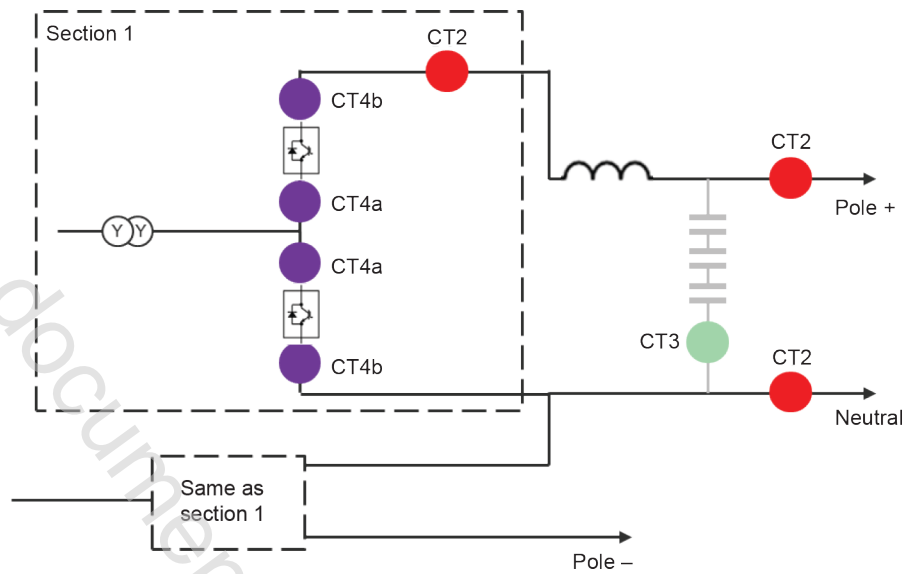 Section 1
CT2
CT4b
CT2
CT4a
Pole +
Y Y
CT4a
CT3
CT4b
CT2
Neutral
Same as
section 1
Pole –